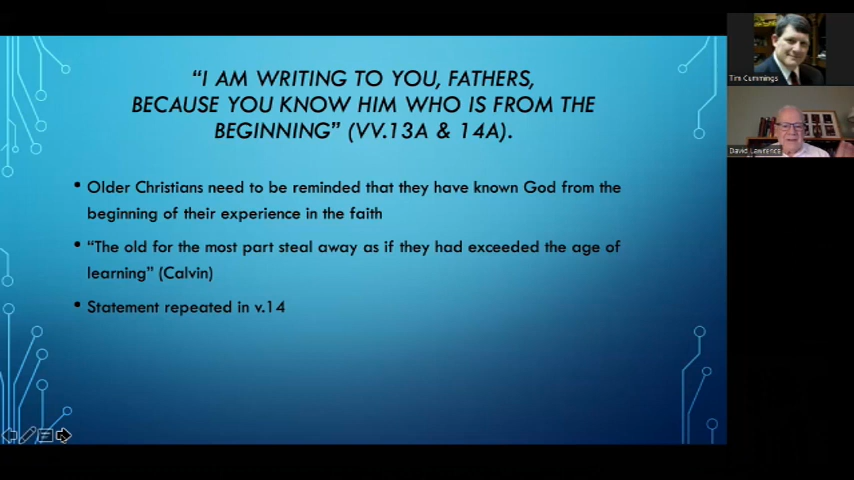 “I AM WRITING TO YOU, FATHERS,
BECAUSE YOU KNOW HIM WHO IS FROM THE
BEGINNING” (VV.13A & 14A).
• Older Christians need to be reminded that they have known God from the
beginning of their experience in the faith
• “The old for the most part steal away as if they had exceeded the age of
learning” (Calvin)
• Statement repeated in v.14
Tim Cummings
David Lawrence